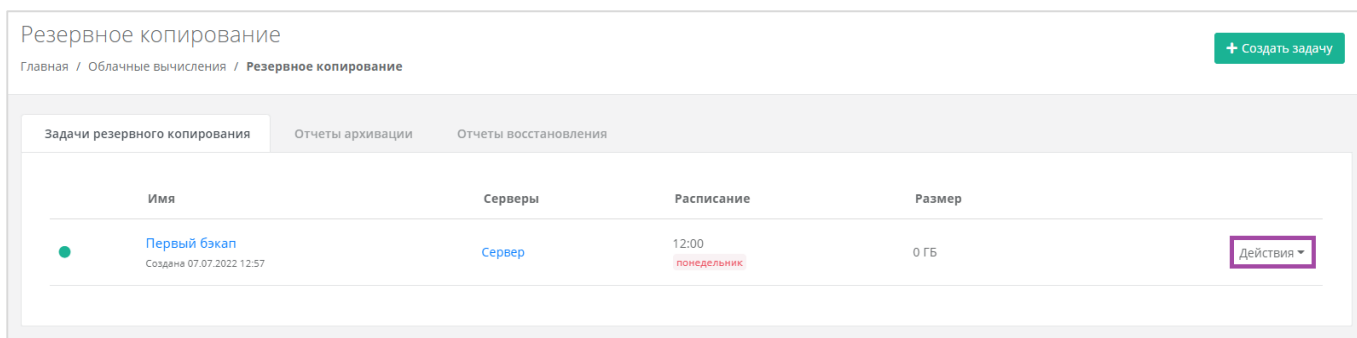 Резервное копирование
+ Создать задачу
Главная / Облачные вычисления / Резервное копирование
Задачи резервного копирования Отчеты архивации Отчеты восстановления
Имя Серверы Расписание Размер
Первый бэкап Сервер 12:00 0 ГБ Действия
Создана 07.07.2022 12:57 понедельник